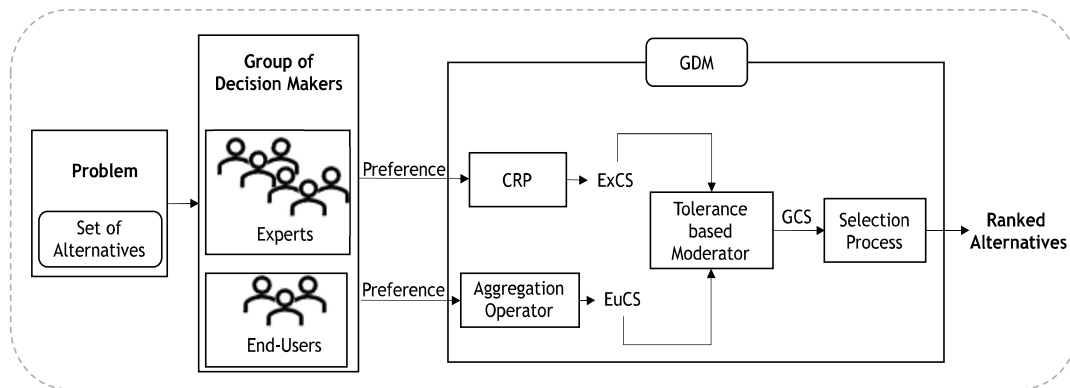 Problem
Set of
Alternatives
Group of
Decision Makers
Experts
End-Users
Preference
Preference
GDM
CRP
ExCS
Aggregation
Operator
EuCS
Tolerance
based
Moderator
GCS
Selection
Process
Ranked
Alternatives